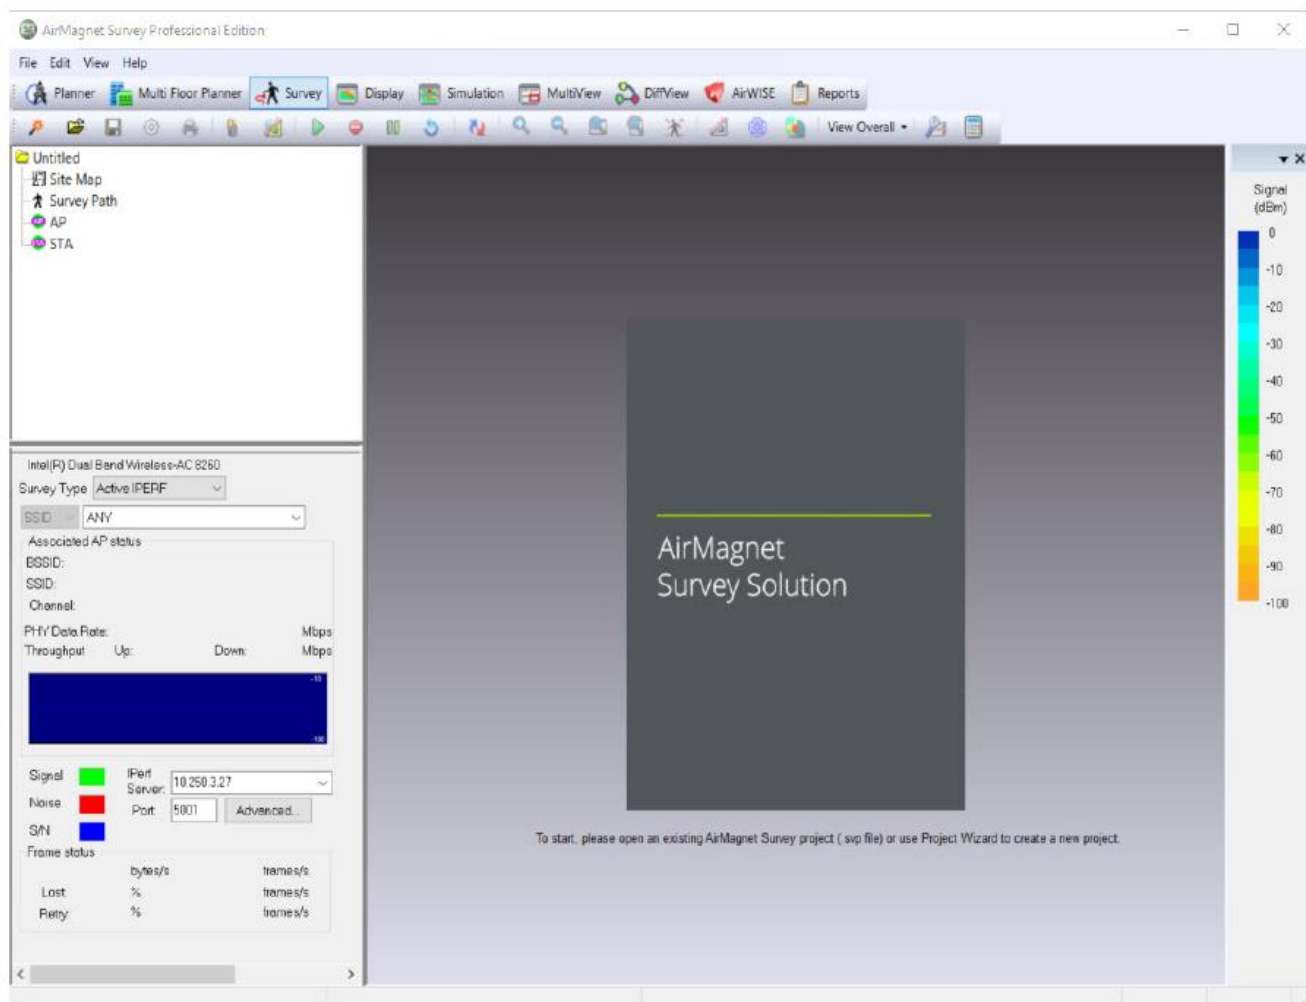 AirMagnet Survey Professional Edition
File Edit View Help
Planner Multi Floor Planner Survey Display Simulation MultiView DiffView AirWISE Reports
View Overall
Untitled
Site Map
Survey Path
AP
STA
Intel(R) Dual Band Wireless-AC 8260
Survey Type Active IPERF
SSID ANY
Associated AP status
BSSID:
SSID:
Channel:
PHY Data Rate: Mbps
Throughput Up: Down: Mbps
-10
-100
Signal IPerf Server: 10.250.3.27
Noise Port 5001 Advanced...
S/N
Frame status
bytes/s frames/s
Lost % frames/s
Retry % frames/s
AirMagnet
Survey Solution
To start, please open an existing AirMagnet Survey project (.svp file) or use Project Wizard to create a new project.
Signal
(dBm)
0
-10
-20
-30
-40
-50
-60
-70
-80
-90
-100